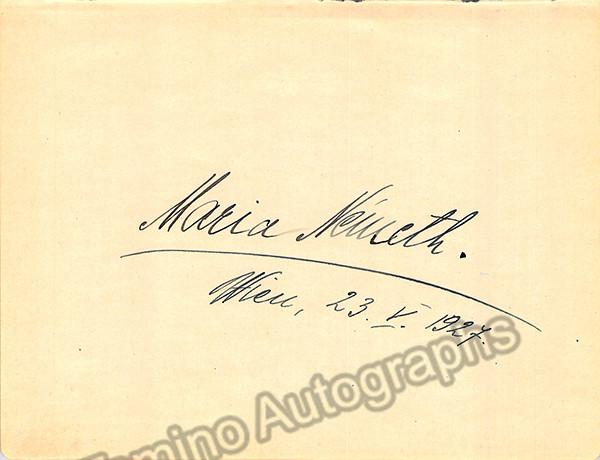 Maria Németh.
Wien, 23. V. 1927.
Tamino Autographs